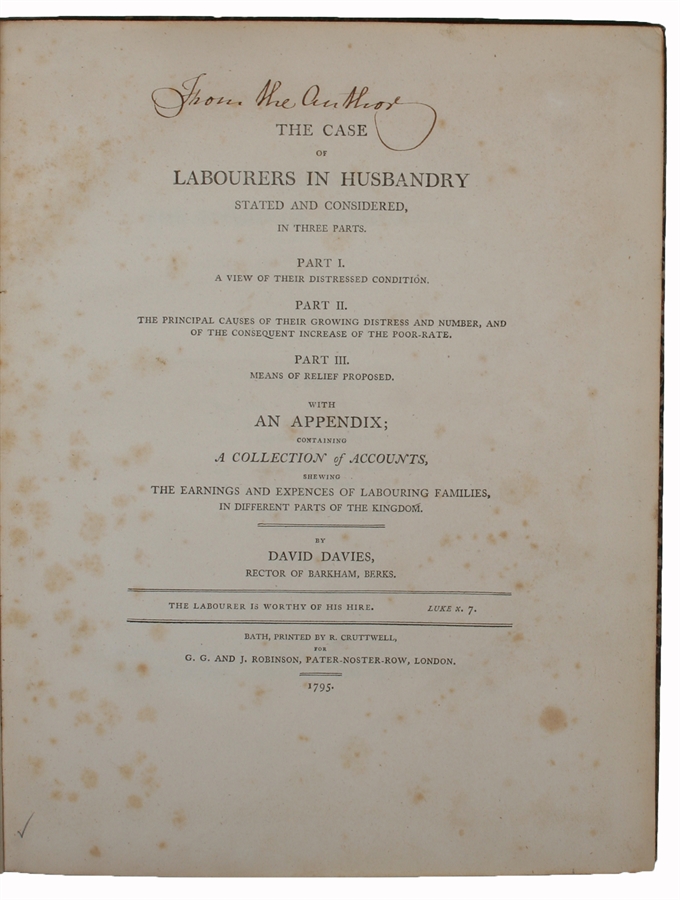 From the Author
THE CASE
OF
LABOURERS IN HUSBANDRY
STATED AND CONSIDERED,
IN THREE PARTS.
PART I.
A VIEW OF THEIR DISTRESSED CONDITION.
PART II.
THE PRINCIPAL CAUSES OF THEIR GROWING DISTRESS AND NUMBER, AND
OF THE CONSEQUENT INCREASE OF THE POOR-RATE.
PART III.
MEANS OF RELIEF PROPOSED.
WITH
AN APPENDIX;
CONTAINING
A COLLECTION of ACCOUNTS,
SHEWING
THE EARNINGS AND EXPENCES OF LABOURING FAMILIES,
IN DIFFERENT PARTS OF THE KINGDOM.
BY
DAVID DAVIES,
RECTOR OF BARKHAM, BERKS.
THE LABOURER IS WORTHY OF HIS HIRE. LUKE X. 7.
BATH, PRINTED BY R. CRUTTWELL,
FOR
G. G. AND J. ROBINSON, PATER-NOSTER-ROW, LONDON.
1795.